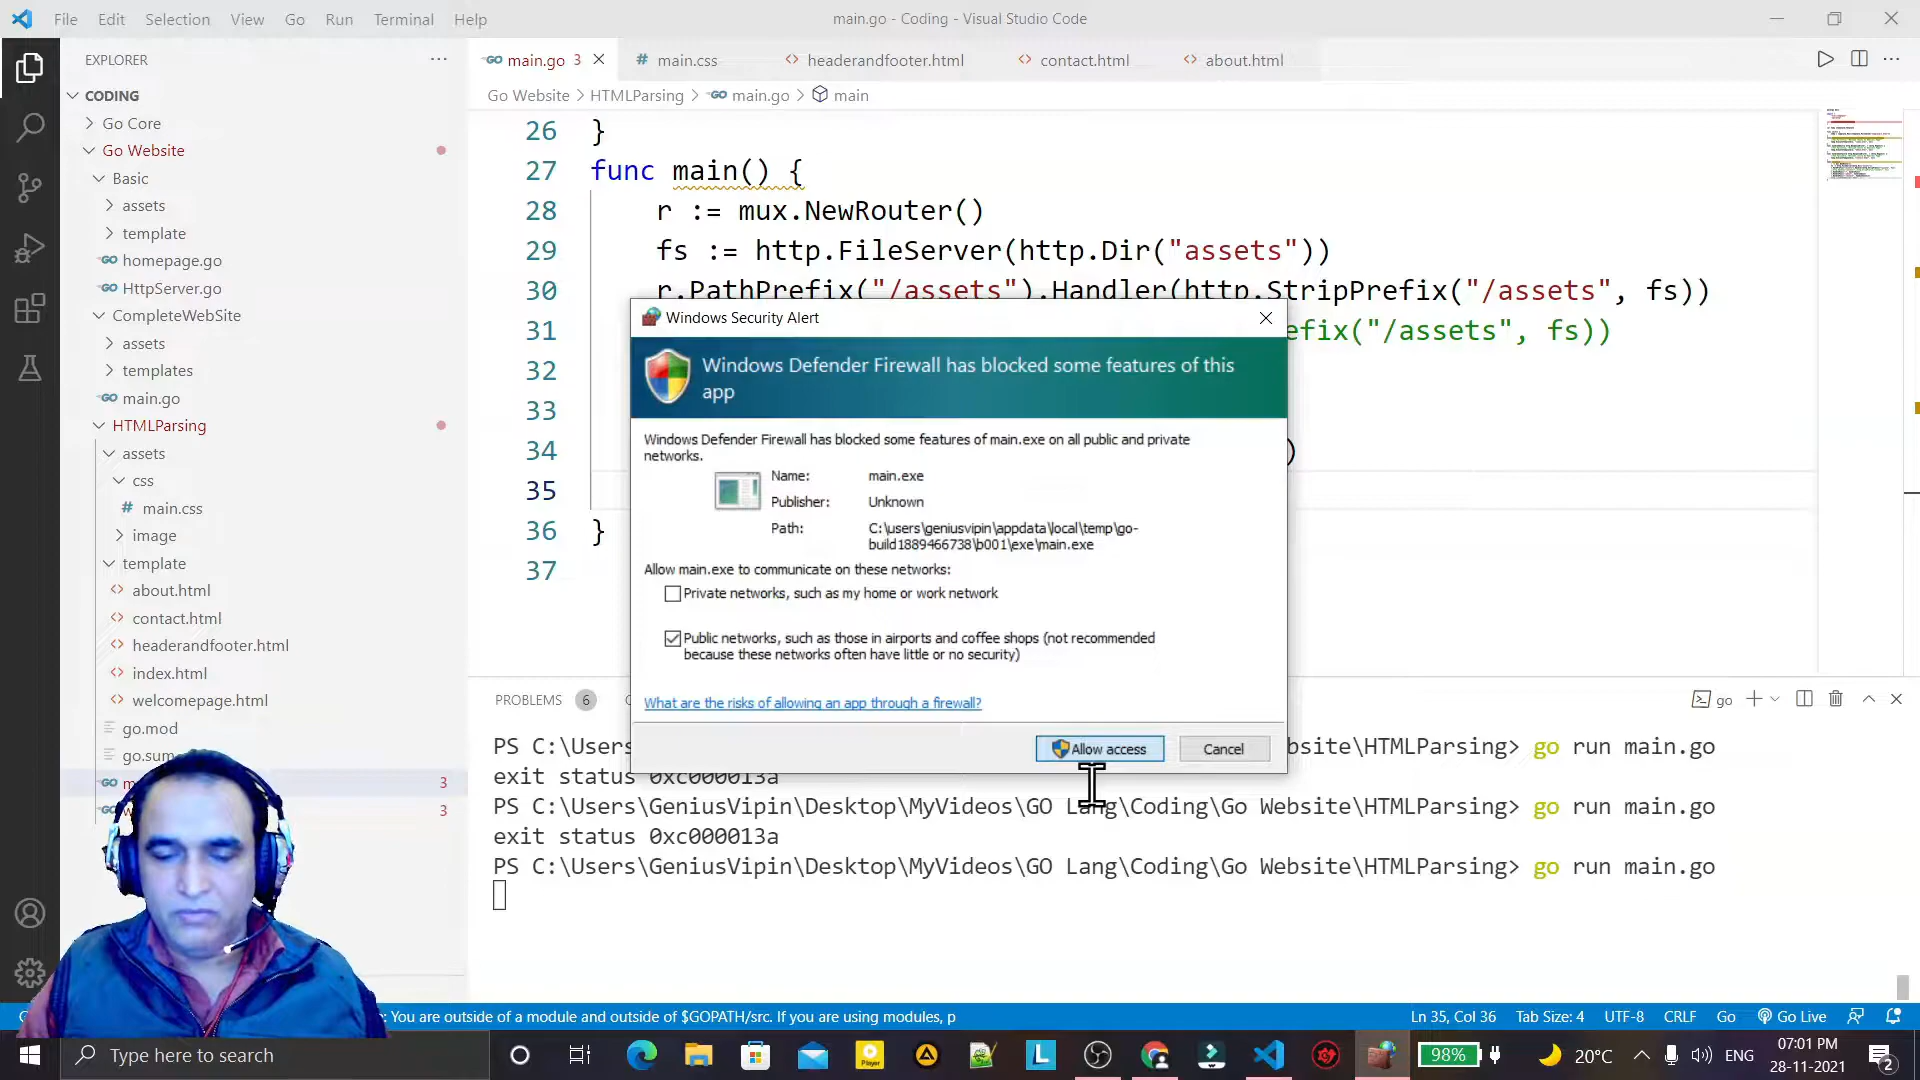 File Edit Selection View Go Run Terminal Help
main.go - Coding - Visual Studio Code
EXPLORER
CODING
Go Core
Go Website
Basic
assets
template
homepage.go
HttpServer.go
CompleteWebSite
assets
templates
main.go
HTMLParsing
assets
css
# main.css
image
template
about.html
contact.html
headerandfooter.html
index.html
welcomepage.html
go.mod
go.sum
3
3
main.go 3 # main.css headerandfooter.html contact.html about.html
Go Website > HTMLParsing > main.go > main
26 }
27 func main() {
28 r := mux.NewRouter()
29 fs := http.FileServer(http.Dir("assets"))
30 r.PathPrefix("/assets").Handler(http.StripPrefix("/assets", fs))
31 efix("/assets", fs))
32
33
34 )
35
36 }
37
Windows Security Alert
Windows Defender Firewall has blocked some features of this
app
Windows Defender Firewall has blocked some features of main.exe on all public and private
networks.
Name: main.exe
Publisher: Unknown
Path: C:\users\geniusvipin\appdata\local\temp\go-
build1889466738\b001\exe\main.exe
Allow main.exe to communicate on these networks:
Private networks, such as my home or work network
Public networks, such as those in airports and coffee shops (not recommended
because these networks often have little or no security)
What are the risks of allowing an app through a firewall?
Allow access Cancel
PROBLEMS 6
go
PS C:\Users bsite\HTMLParsing> go run main.go
exit status 0xc000013a
PS C:\Users\GeniusVipin\Desktop\MyVideos\GO Lang\Coding\Go Website\HTMLParsing> go run main.go
exit status 0xc000013a
PS C:\Users\GeniusVipin\Desktop\MyVideos\GO Lang\Coding\Go Website\HTMLParsing> go run main.go
: You are outside of a module and outside of $GOPATH/src. If you are using modules, p
Ln 35, Col 36 Tab Size: 4 UTF-8 CRLF Go Go Live
Type here to search
Player
L
98%
20°C
ENG
07:01 PM
28-11-2021
2